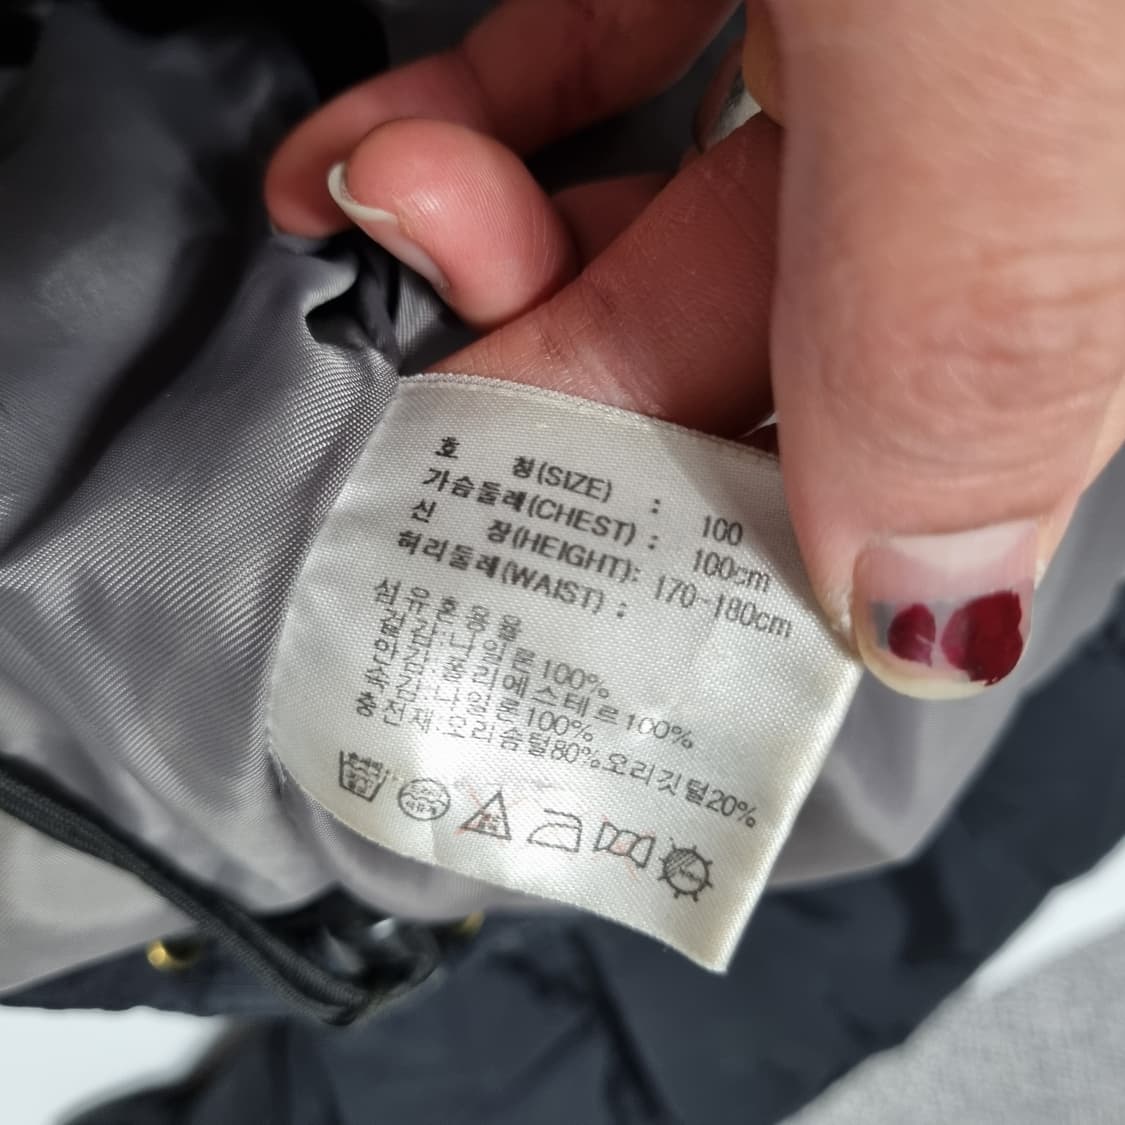 호 칭(SIZE) : 100
가슴둘레(CHEST) : 100cm
신 장(HEIGHT): 170~180cm
허리둘레(WAIST) :
섬유혼용률
겉감:나일론100%
안감:폴리에스테르100%
나일론100%
충전재:오리솜털80%오리깃털20%